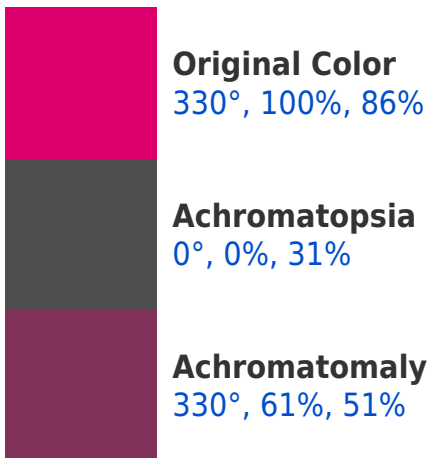 Original Color
330°, 100%, 86%
Achromatopsia
0°, 0%, 31%
Achromatomaly
330°, 61%, 51%